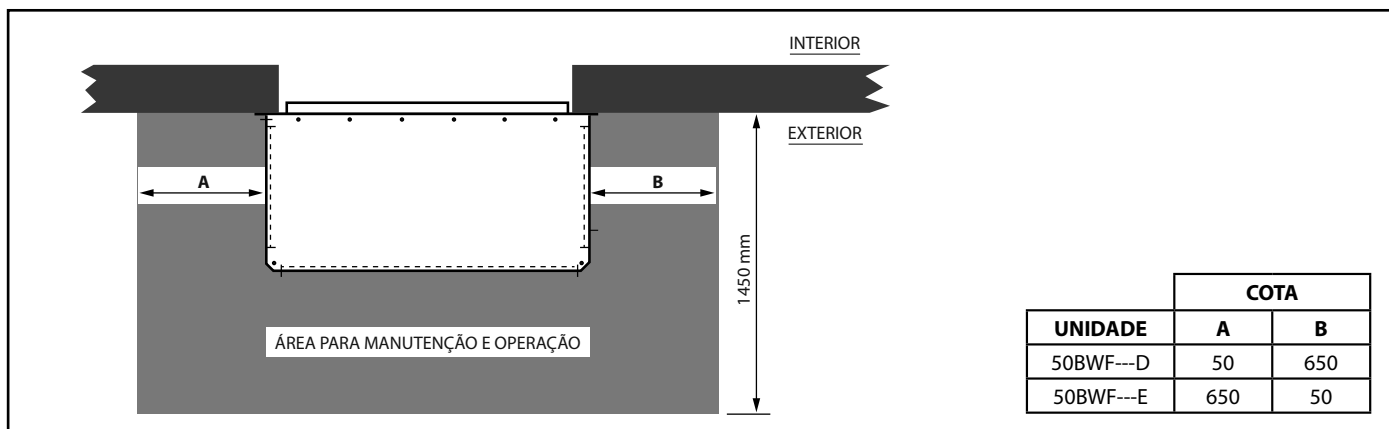 INTERIOR
EXTERIOR
A
B
1450 mm
ÁREA PARA MANUTENÇÃO E OPERAÇÃO
COTA
UNIDADE A B
50BWF---D 50 650
50BWF---E 650 50